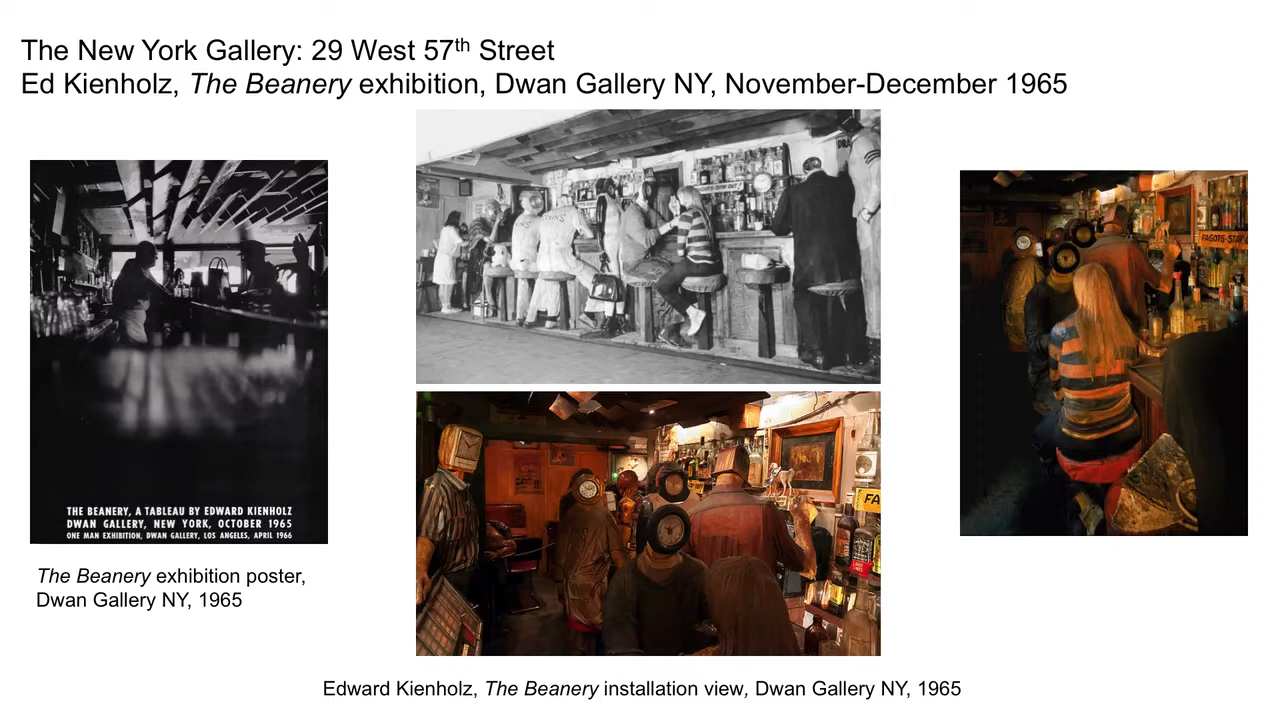 The New York Gallery: 29 West 57th Street
Ed Kienholz, The Beanery exhibition, Dwan Gallery NY, November-December 1965
FAGOTS-STAY
FA
THE BEANERY, A TABLEAU BY EDWARD KIENHOLZ
DWAN GALLERY, NEW YORK, OCTOBER 1965
ONE MAN EXHIBITION, DWAN GALLERY, LOS ANGELES, APRIL 1966
The Beanery exhibition poster,
Dwan Gallery NY, 1965
Edward Kienholz, The Beanery installation view, Dwan Gallery NY, 1965